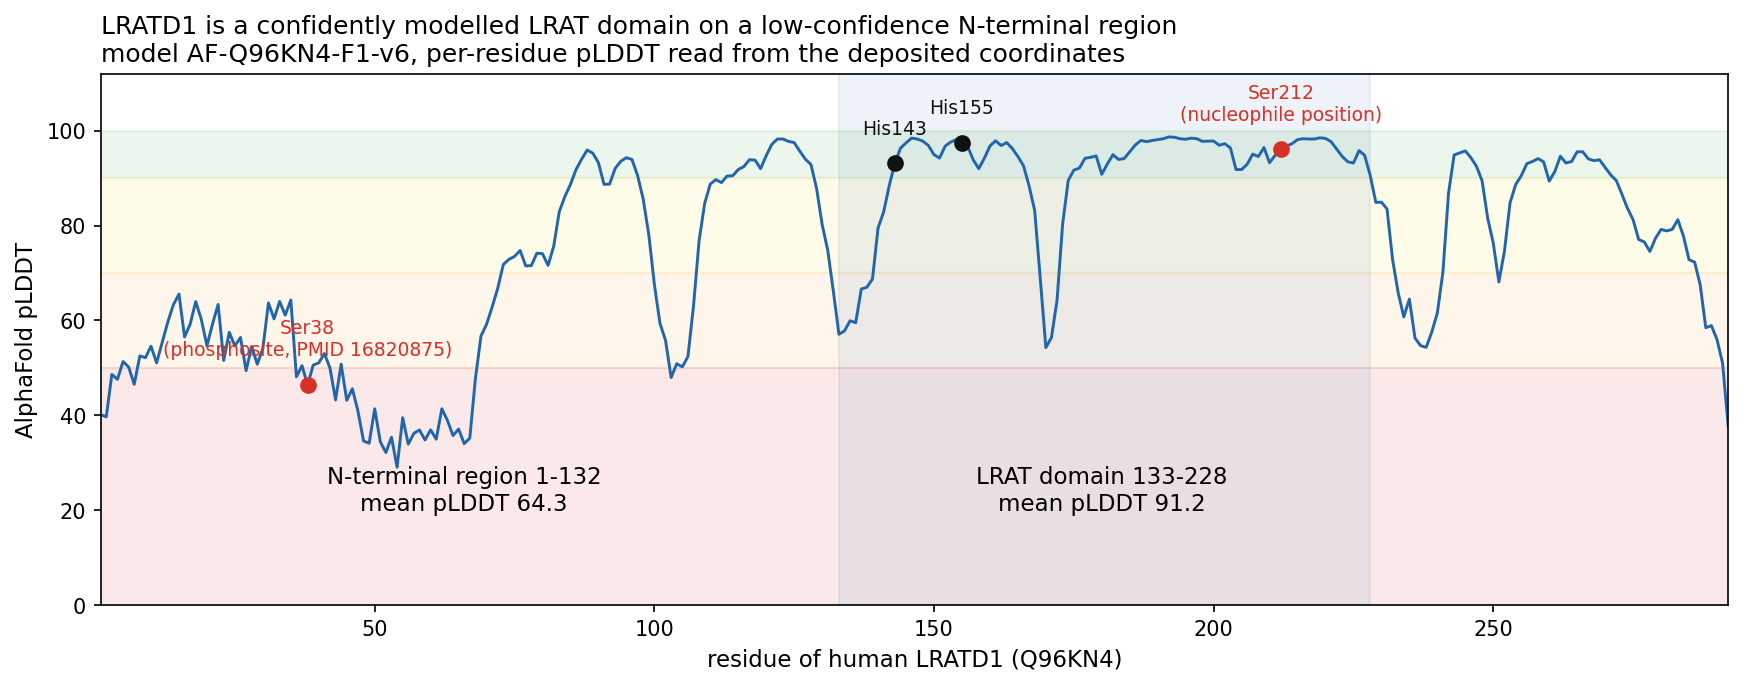 LRATD1 is a confidently modelled LRAT domain on a low-confidence N-terminal region
model AF-Q96KN4-F1-v6, per-residue pLDDT read from the deposited coordinates
AlphaFold pLDDT
100
80
60
40
20
0
Ser38
(phosphosite, PMID 16820875)
His143
His155
Ser212
(nucleophile position)
N-terminal region 1-132
mean pLDDT 64.3
LRAT domain 133-228
mean pLDDT 91.2
50
100
150
200
250
residue of human LRATD1 (Q96KN4)